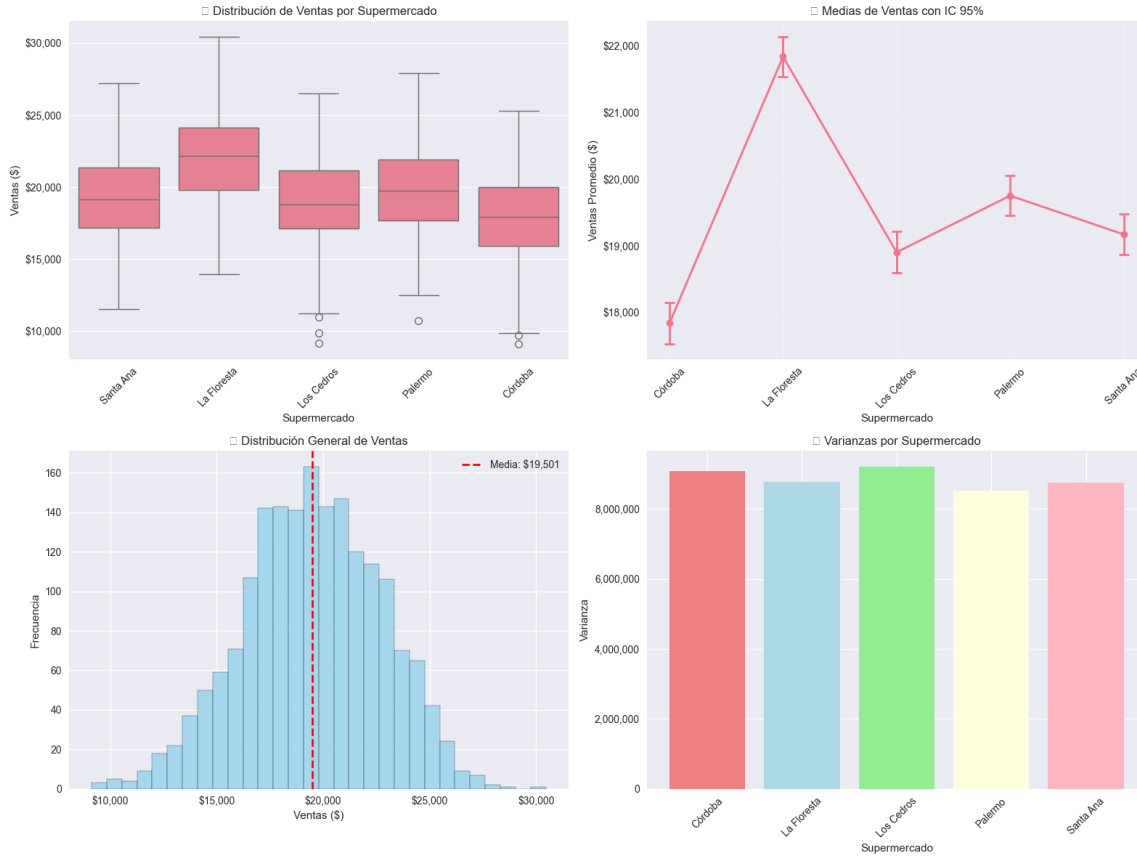 ▯ Distribución de Ventas por Supermercado
$30,000
$25,000
$20,000
$15,000
$10,000
Ventas ($)
Santa Ana
La Floresta
Los Cedros
Palermo
Córdoba
Supermercado
▯ Medias de Ventas con IC 95%
$22,000
$21,000
$20,000
$19,000
$18,000
Ventas Promedio ($)
Córdoba
La Floresta
Los Cedros
Palermo
Santa Ana
Supermercado
▯ Distribución General de Ventas
Media: $19,501
160
140
120
100
80
60
40
20
0
Frecuencia
$10,000
$15,000
$20,000
$25,000
$30,000
Ventas ($)
▯ Varianzas por Supermercado
8,000,000
6,000,000
4,000,000
2,000,000
0
Varianza
Córdoba
La Floresta
Los Cedros
Palermo
Santa Ana
Supermercado